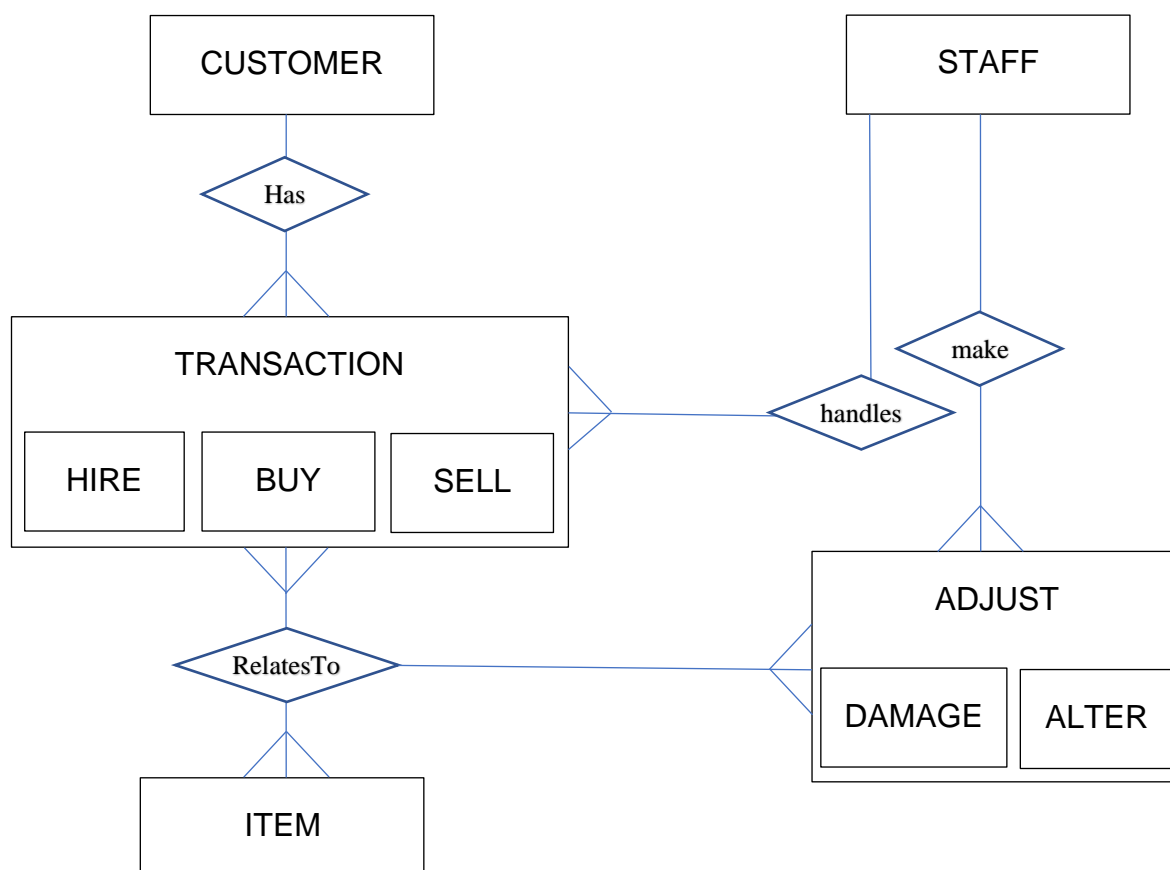 CUSTOMER
STAFF
Has
TRANSACTION
make
handles
HIRE
BUY
SELL
ADJUST
RelatesTo
DAMAGE
ALTER
ITEM